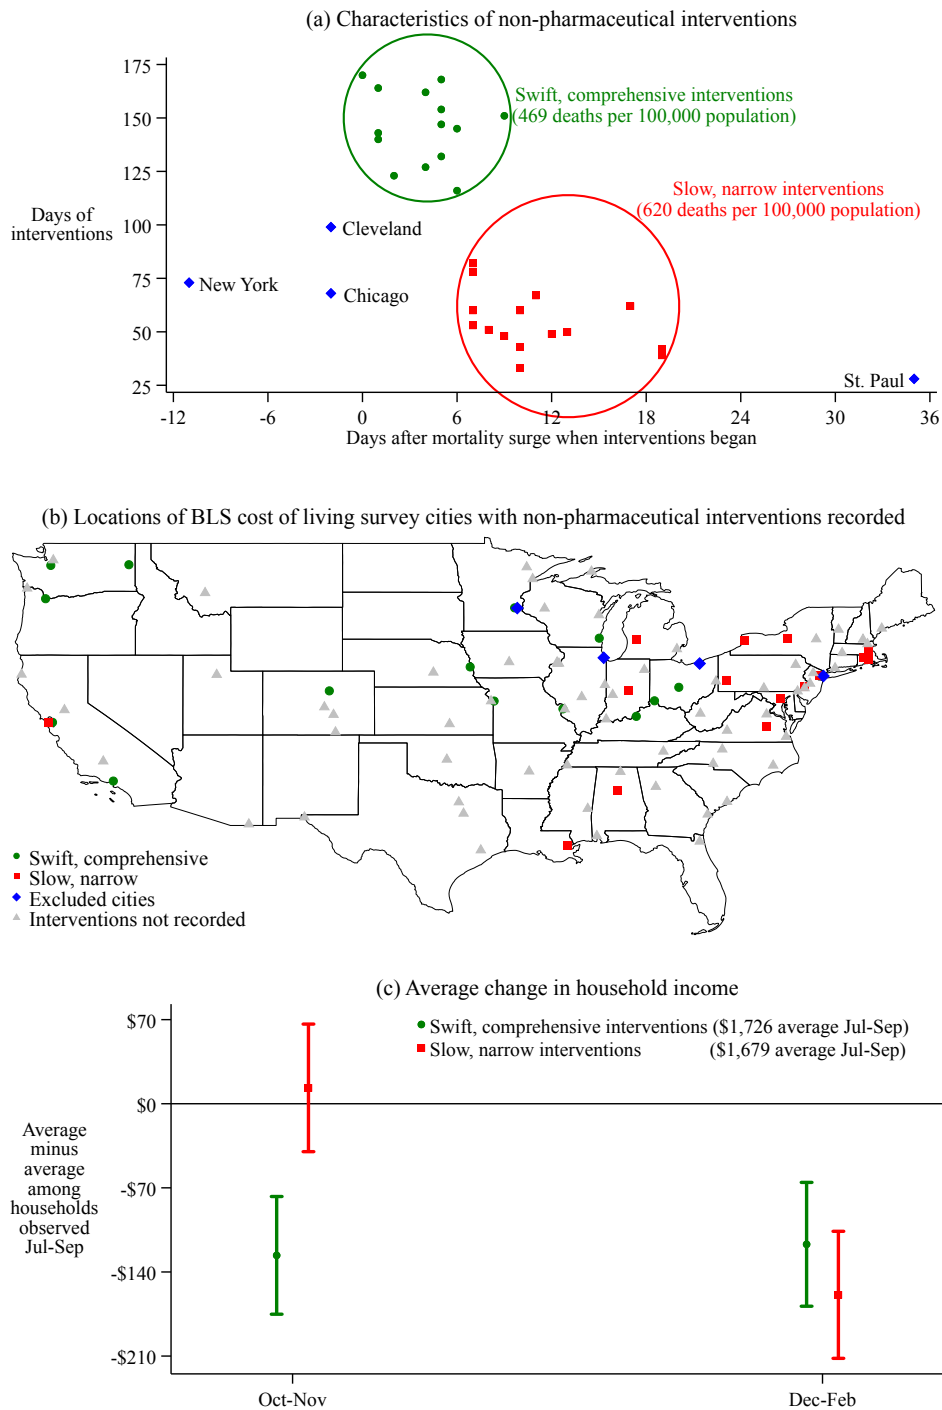 (a) Characteristics of non-pharmaceutical interventions
175
150
125
100
75
50
25
Days of
interventions
Swift, comprehensive interventions
(469 deaths per 100,000 population)
Slow, narrow interventions
(620 deaths per 100,000 population)
Cleveland
New York
Chicago
St. Paul
-12 -6 0 6 12 18 24 30 36
Days after mortality surge when interventions began
(b) Locations of BLS cost of living survey cities with non-pharmaceutical interventions recorded
Swift, comprehensive
Slow, narrow
Excluded cities
Interventions not recorded
(c) Average change in household income
Swift, comprehensive interventions ($1,726 average Jul-Sep)
Slow, narrow interventions ($1,679 average Jul-Sep)
$70
$0
-$70
-$140
-$210
Average
minus
average
among
households
observed
Jul-Sep
Oct-Nov Dec-Feb